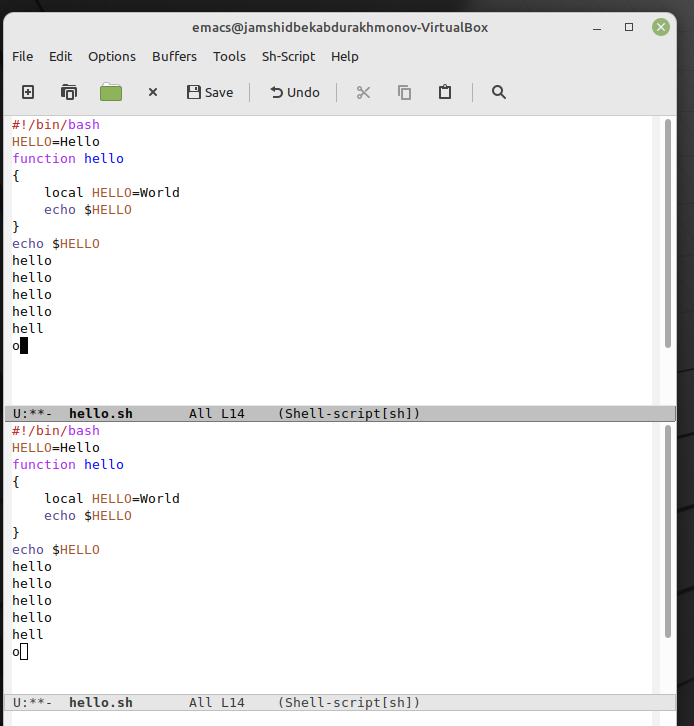 emacs@jamshidbekabdurakhmonov-VirtualBox
File Edit Options Buffers Tools Sh-Script Help
Save Undo
#!/bin/bash
HELLO=Hello
function hello
{
    local HELLO=World
    echo $HELLO
}
echo $HELLO
hello
hello
hello
hello
hell
o
U:**-  hello.sh       All L14    (Shell-script[sh])
#!/bin/bash
HELLO=Hello
function hello
{
    local HELLO=World
    echo $HELLO
}
echo $HELLO
hello
hello
hello
hello
hell
o
U:**-  hello.sh       All L14    (Shell-script[sh])